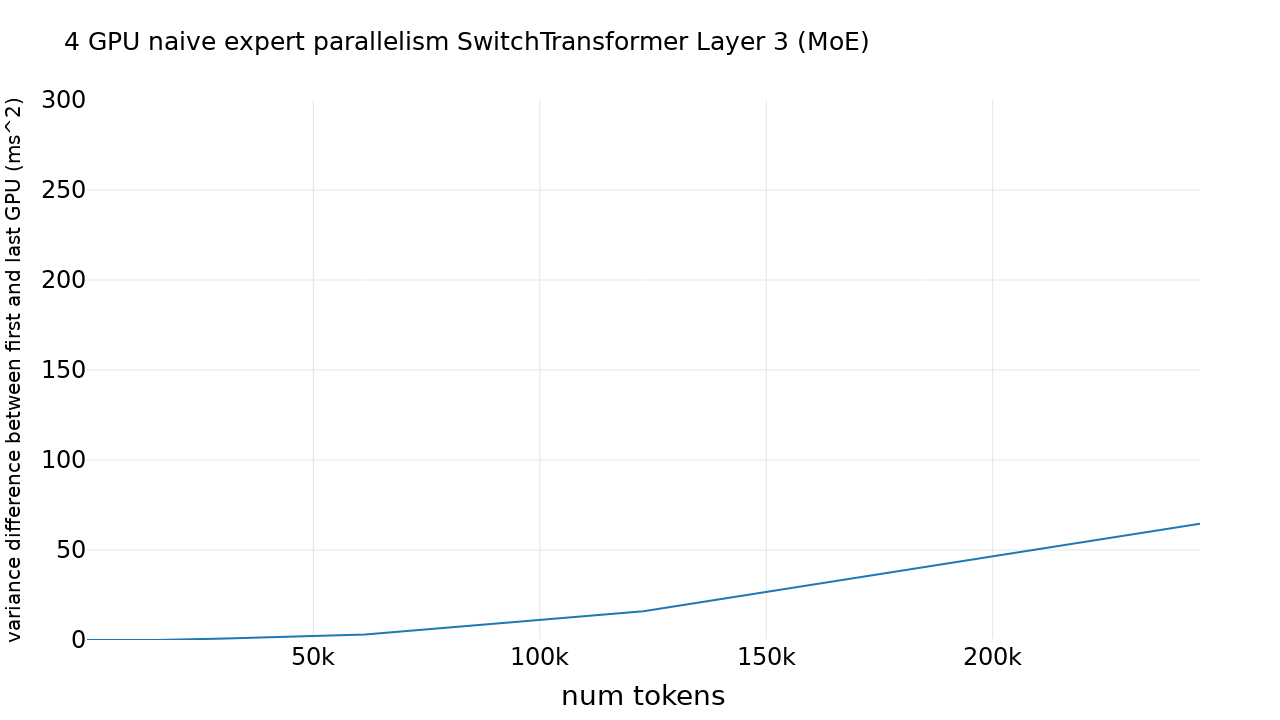 4 GPU naive expert parallelism SwitchTransformer Layer 3 (MoE)
variance difference between first and last GPU (ms^2)
300
250
200
150
100
50
0
50k
100k
150k
200k
num tokens